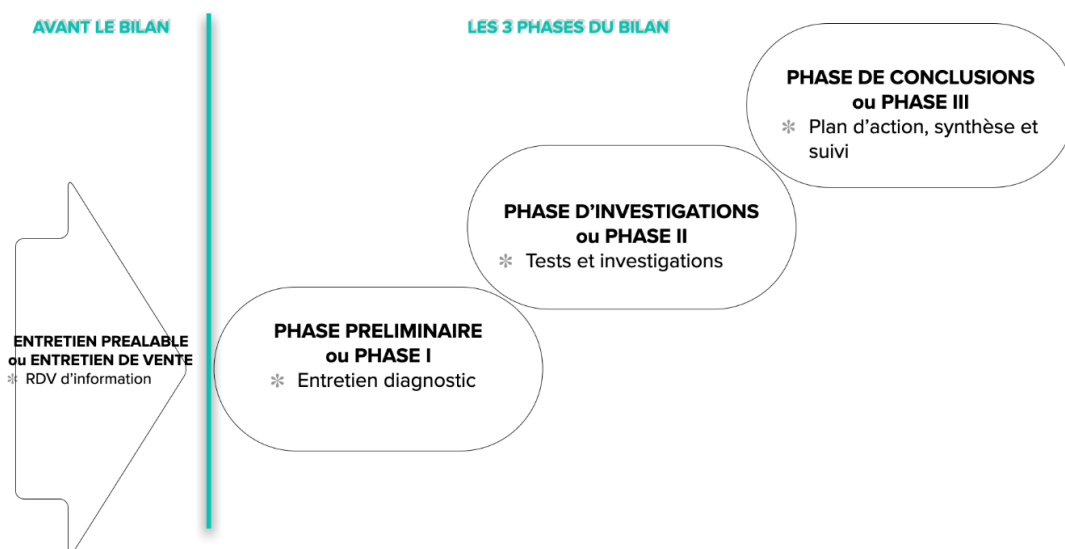 AVANT LE BILAN
LES 3 PHASES DU BILAN
ENTRETIEN PREALABLE
ou ENTRETIEN DE VENTE
✼ RDV d'information
PHASE PRELIMINAIRE
ou PHASE I
✼ Entretien diagnostic
PHASE D'INVESTIGATIONS
ou PHASE II
✼ Tests et investigations
PHASE DE CONCLUSIONS
ou PHASE III
✼ Plan d'action, synthèse et
suivi